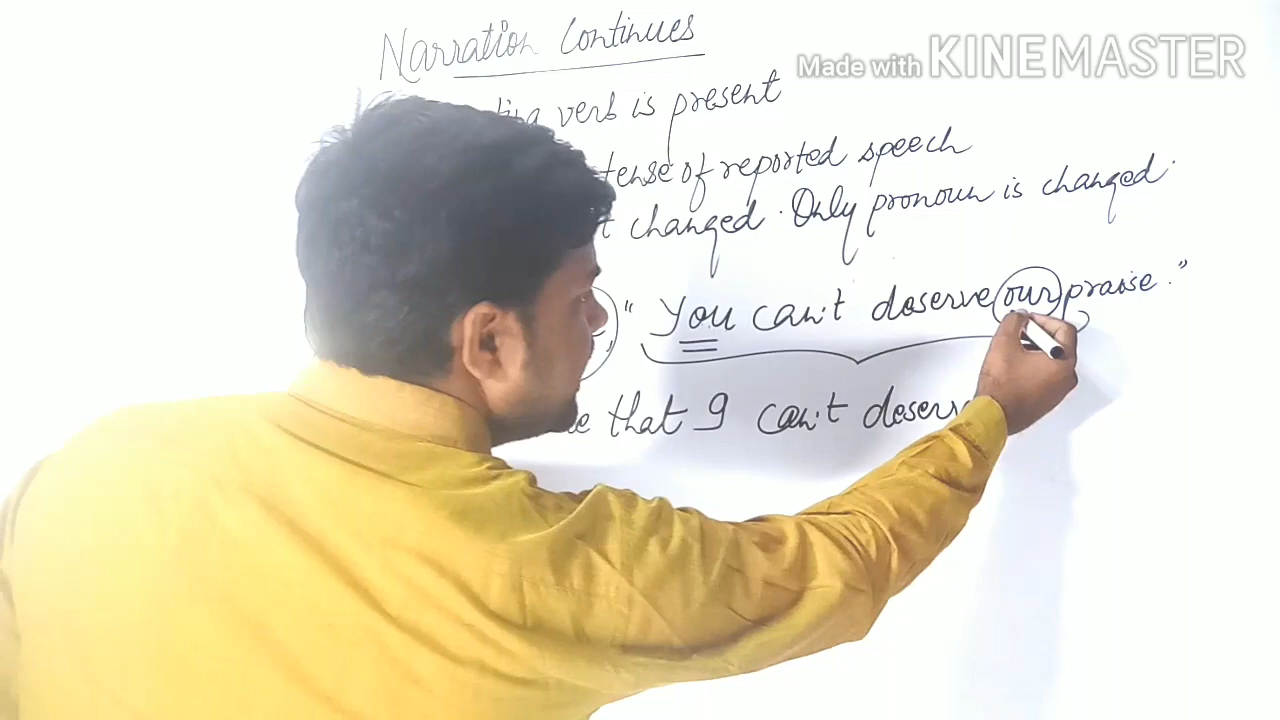 Narration Continues
Made with KINEMASTER
verb is present
tense of reported speech
changed. Only pronoun is changed.
" You can't deserve our praise."
that I can't deserve